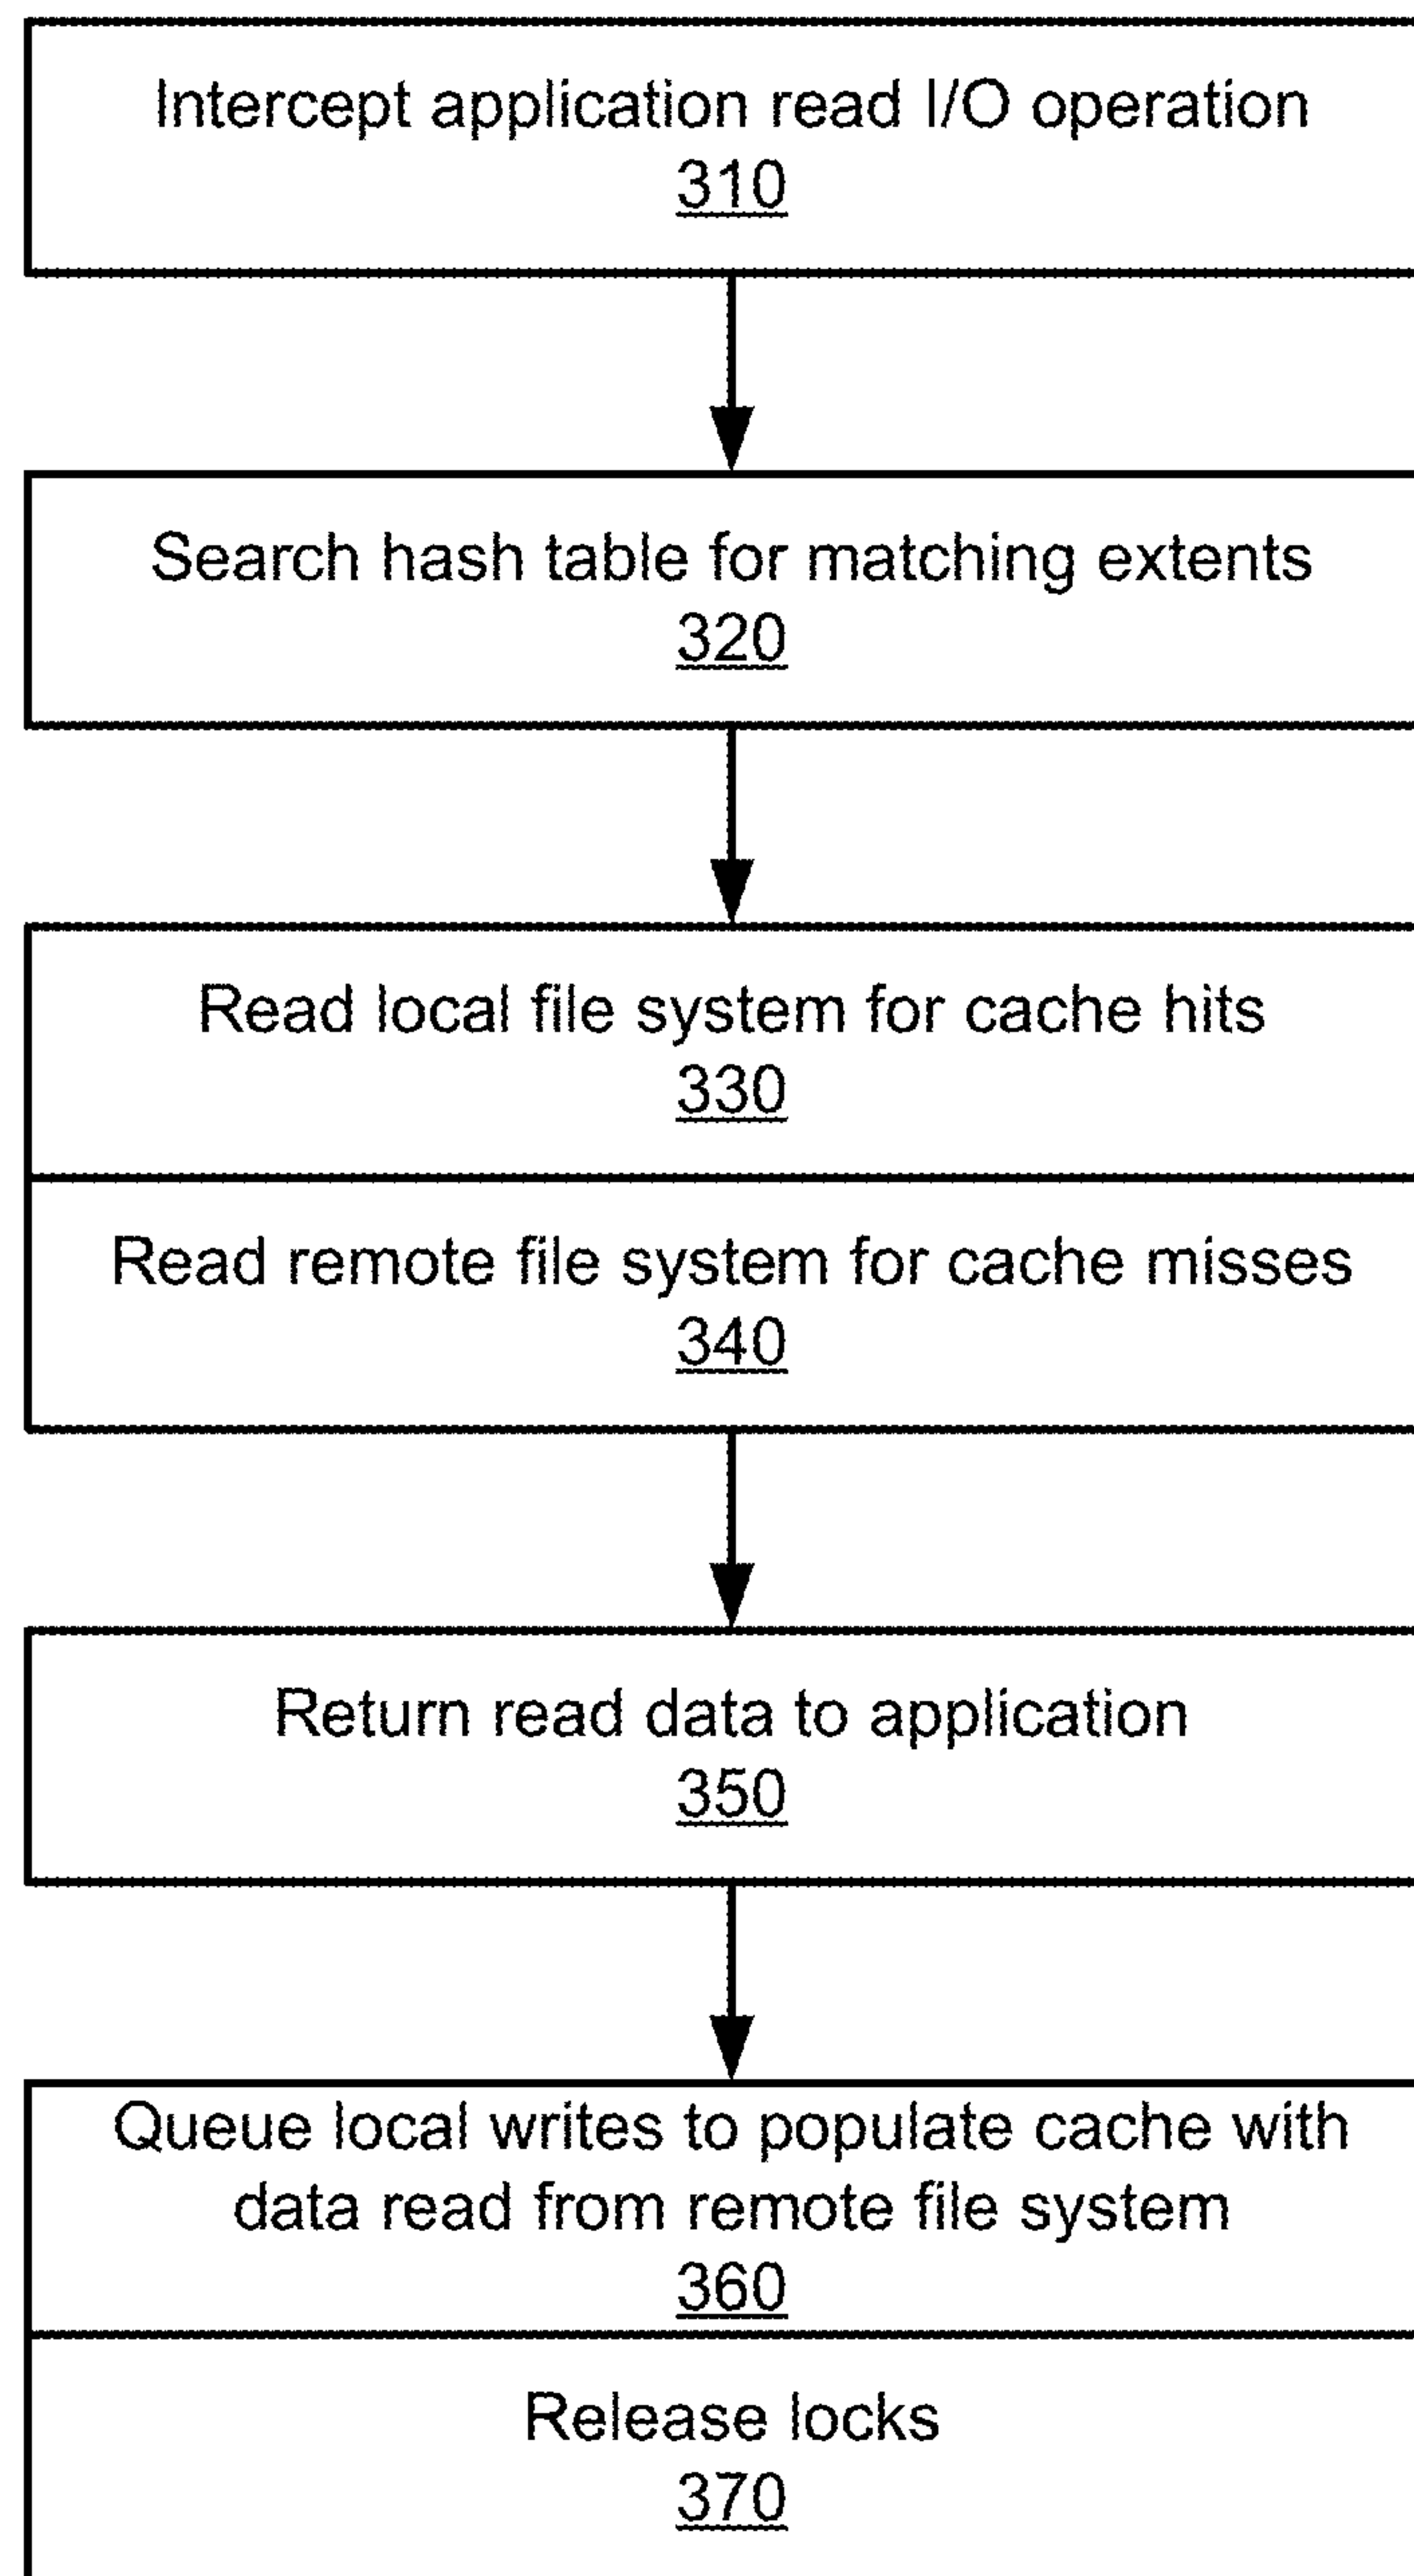 Intercept application read I/O operation
310
Search hash table for matching extents
320
Read local file system for cache hits
330
Read remote file system for cache misses
340
Return read data to application
350
Queue local writes to populate cache with
data read from remote file system
360
Release locks
370